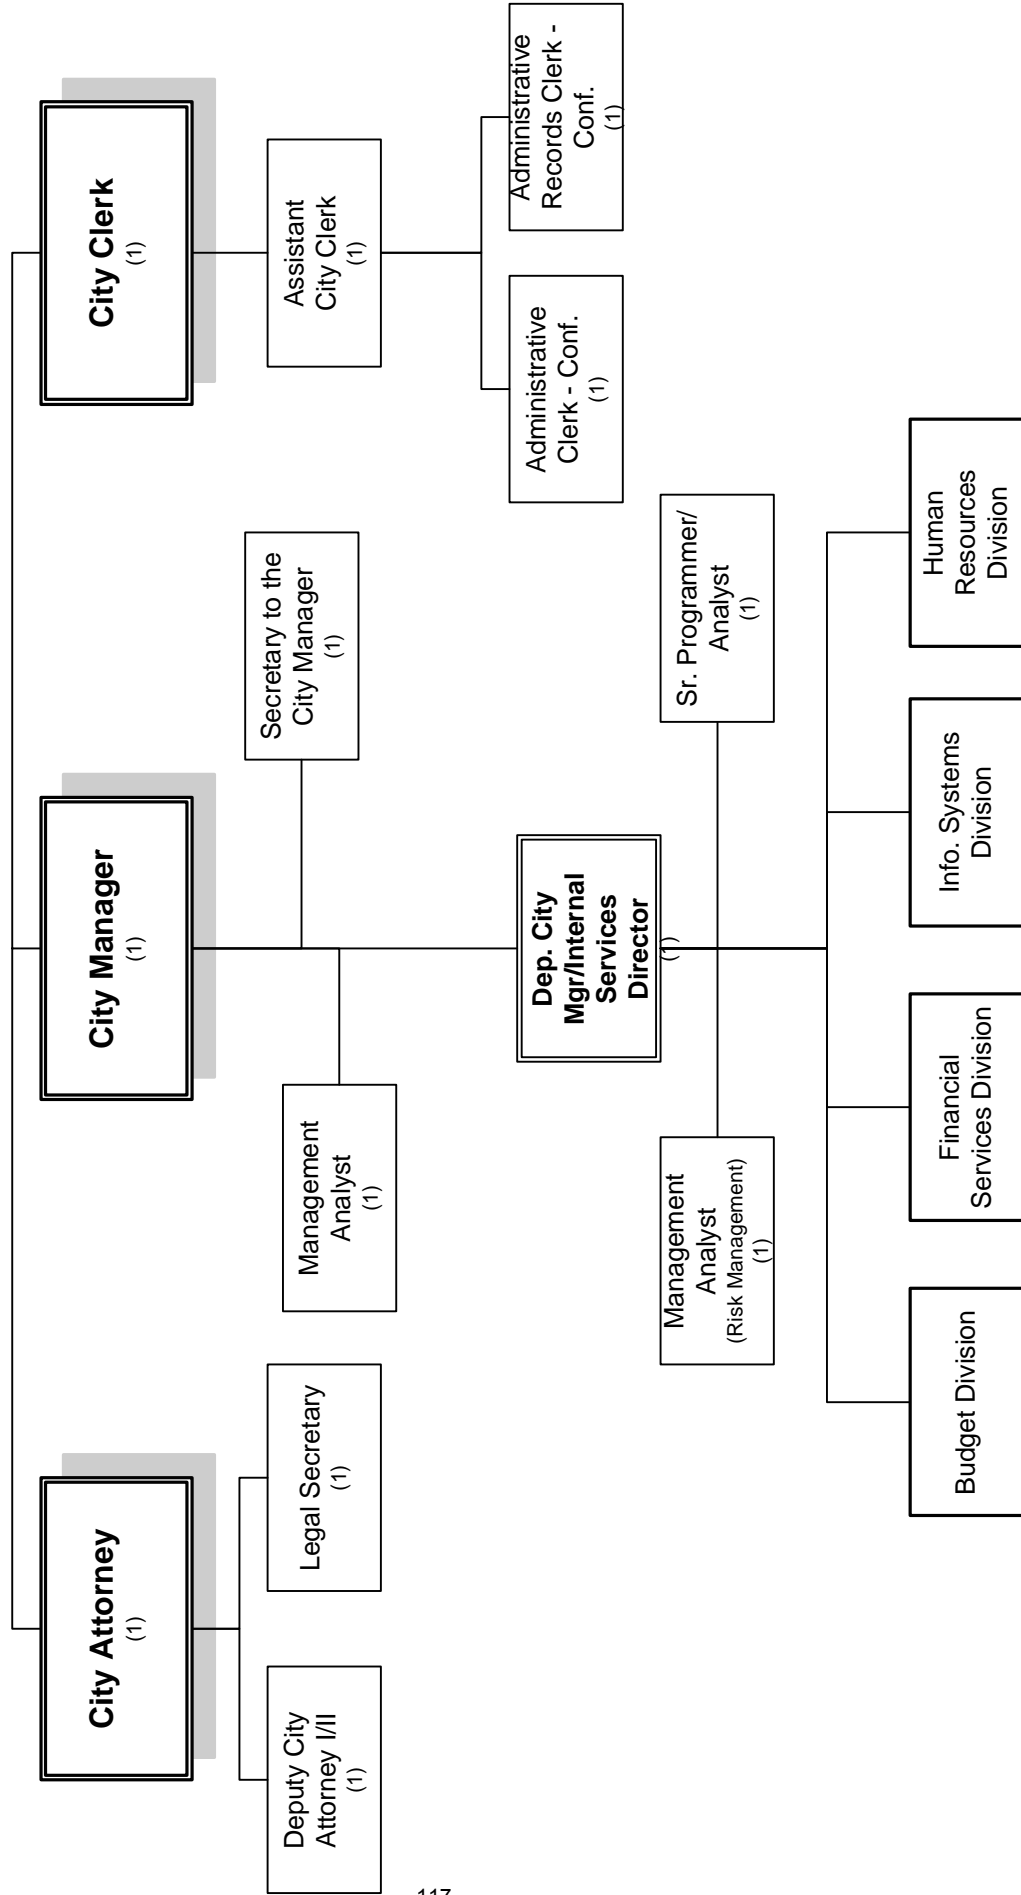 City Attorney
(1)
City Manager
(1)
City Clerk
(1)
Deputy City
Attorney I/II
(1)
Legal Secretary
(1)
Management
Analyst
(1)
Secretary to the
City Manager
(1)
Assistant
City Clerk
(1)
Administrative
Clerk - Conf.
(1)
Administrative
Records Clerk -
Conf.
(1)
Dep. City
Mgr/Internal
Services
Director
(1)
Management
Analyst
(Risk Management)
(1)
Sr. Programmer/
Analyst
(1)
Budget Division
Financial
Services Division
Info. Systems
Division
Human
Resources
Division
117